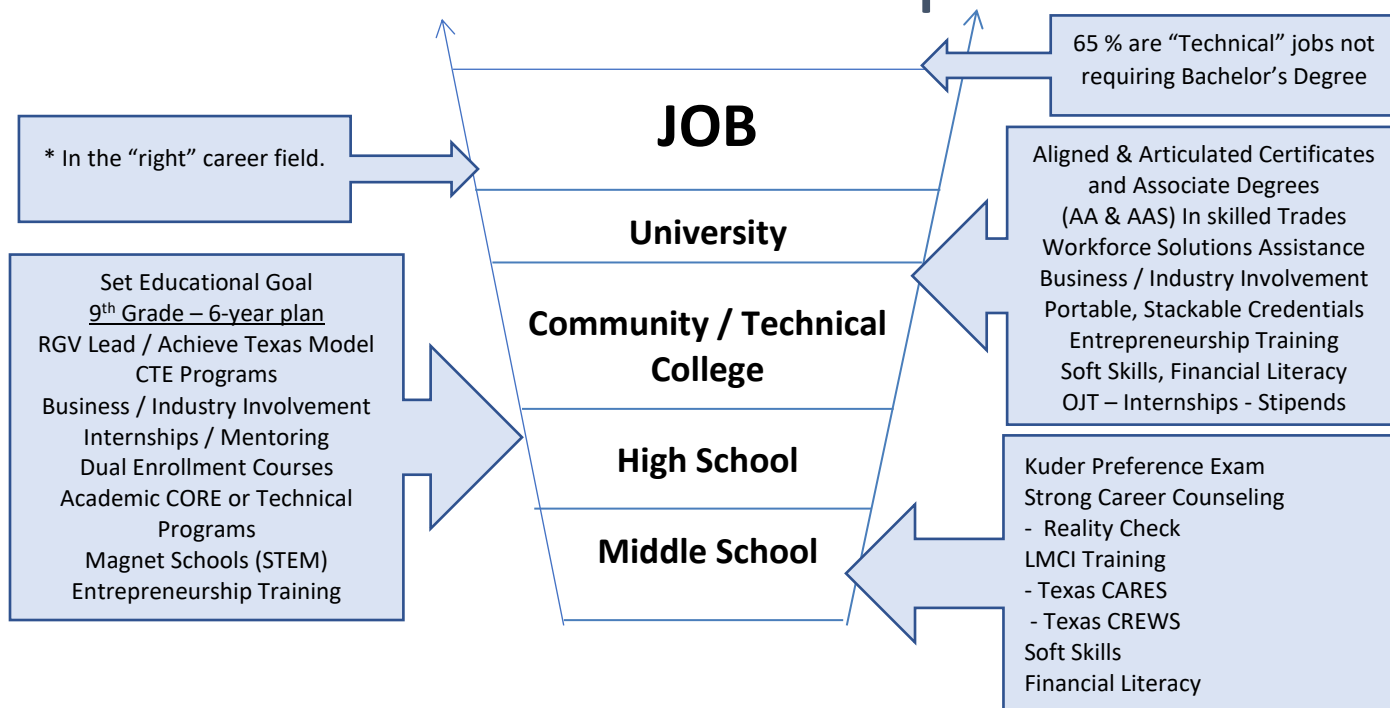 65 % are “Technical” jobs not
requiring Bachelor’s Degree
JOB
* In the “right” career field.
Aligned & Articulated Certificates
and Associate Degrees
(AA & AAS) In skilled Trades
Workforce Solutions Assistance
Business / Industry Involvement
Portable, Stackable Credentials
Entrepreneurship Training
Soft Skills, Financial Literacy
OJT – Internships - Stipends
University
Set Educational Goal
9th Grade – 6-year plan
RGV Lead / Achieve Texas Model
CTE Programs
Business / Industry Involvement
Internships / Mentoring
Dual Enrollment Courses
Academic CORE or Technical
Programs
Magnet Schools (STEM)
Entrepreneurship Training
Community / Technical
College
High School
Middle School
Kuder Preference Exam
Strong Career Counseling
- Reality Check
LMCI Training
- Texas CARES
- Texas CREWS
Soft Skills
Financial Literacy